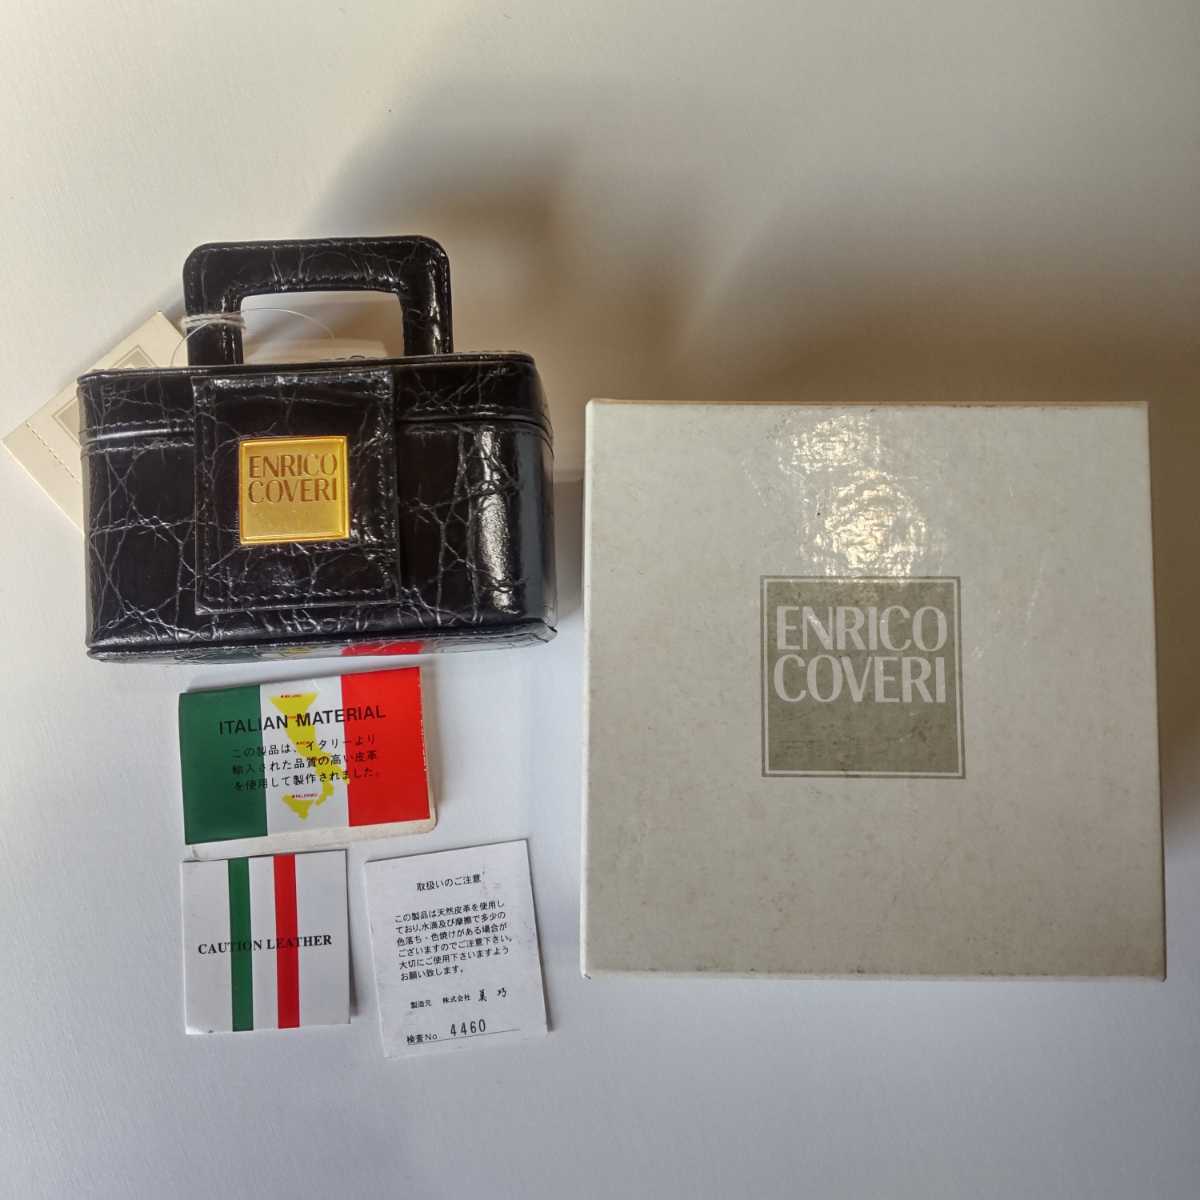 ENRICO
COVERI
ENRICO
COVERI
ITALIAN MATERIAL
この製品は、イタリーより
輸入された品質の高い皮革
を使用して製作されました。
CAUTION LEATHER
取扱いのご注意
この製品は天然皮革を使用し
ており、水滴及び摩擦で多少の
色落ち・色焼けがある場合が
ございますのでご注意下さい。
大切にご使用下さいますよう
お願い致します。
製造元 株式会社 美巧
検査No 4460